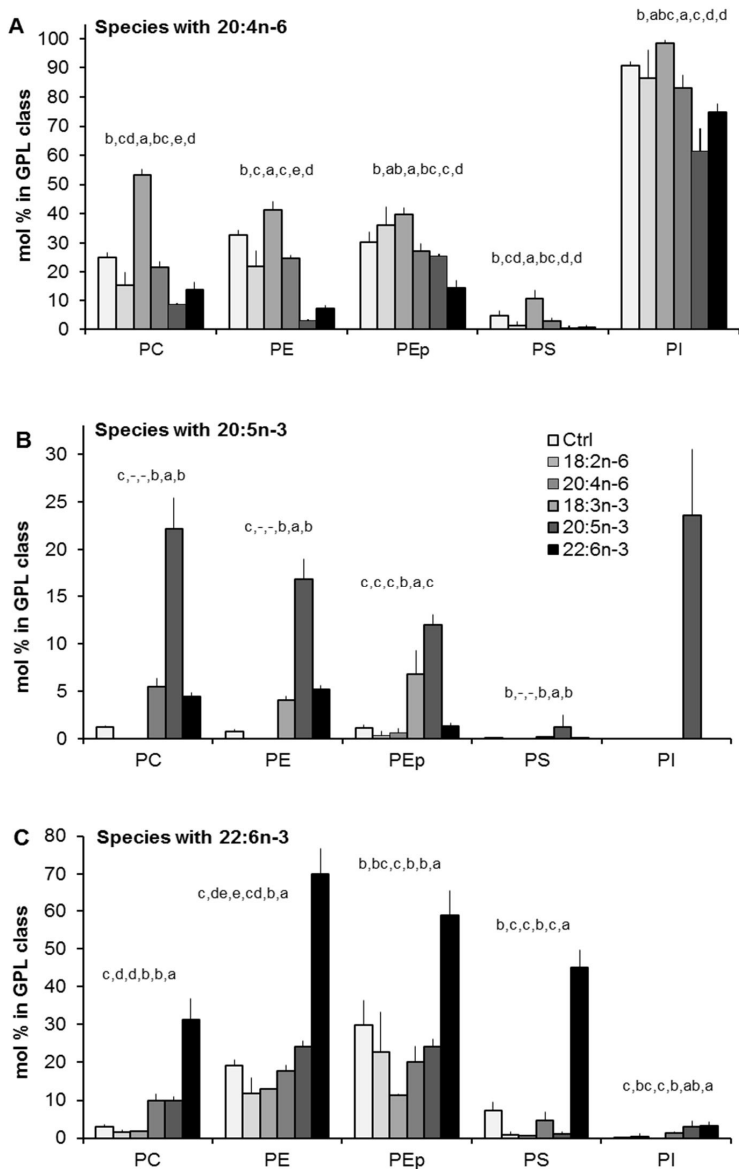 A Species with 20:4n-6
b,abc,a,c,d,d
b,cd,a,bc,e,d
b,c,a,c,e,d
b,ab,a,bc,c,d
b,cd,a,bc,d,d
mol % in GPL class
100
90
80
70
60
50
40
30
20
10
0
PC PE PEp PS PI
B Species with 20:5n-3
Ctrl
18:2n-6
20:4n-6
18:3n-3
20:5n-3
22:6n-3
c,-,-,b,a,b
c,-,-,b,a,b
c,c,c,b,a,c
b,-,-,b,a,b
mol % in GPL class
30
25
20
15
10
5
0
PC PE PEp PS PI
C Species with 22:6n-3
b,bc,c,b,b,a
c,de,e,cd,b,a
b,c,c,b,c,a
c,d,d,b,b,a
c,bc,c,b,ab,a
mol % in GPL class
80
70
60
50
40
30
20
10
0
PC PE PEp PS PI